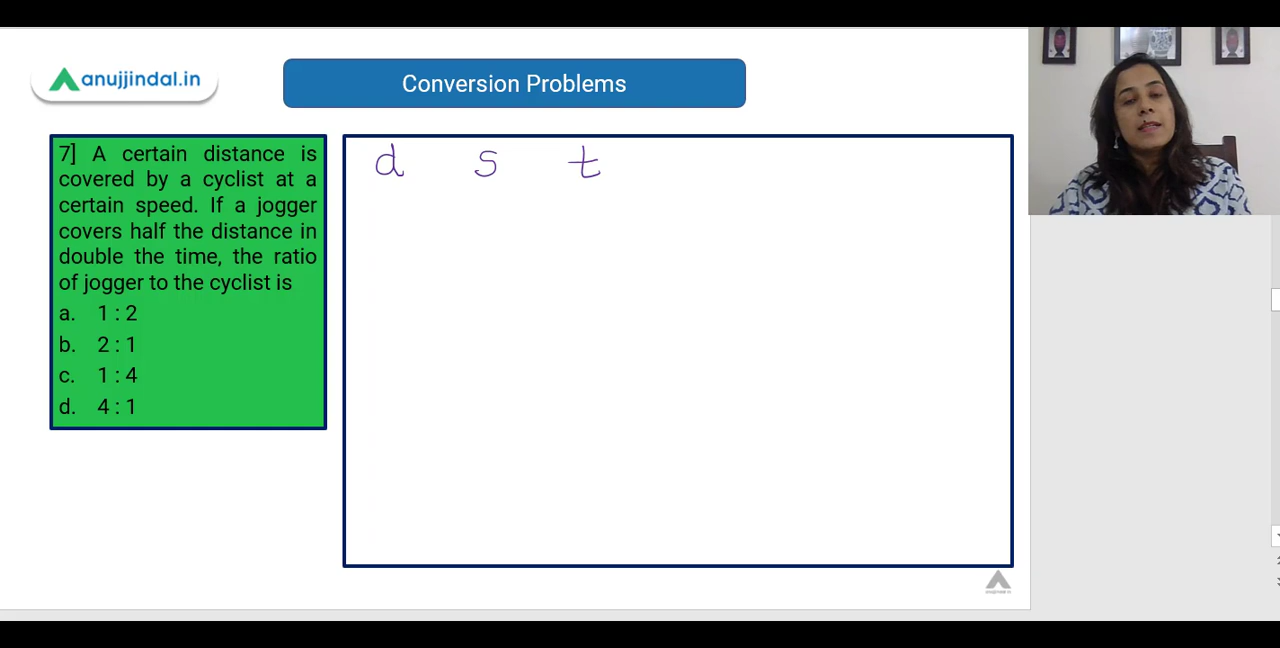 anujjindal.in
Conversion Problems
7] A certain distance is
covered by a cyclist at a
certain speed. If a jogger
covers half the distance in
double the time, the ratio
of jogger to the cyclist is
a. 1 : 2
b. 2 : 1
c. 1 : 4
d. 4 : 1
d s t